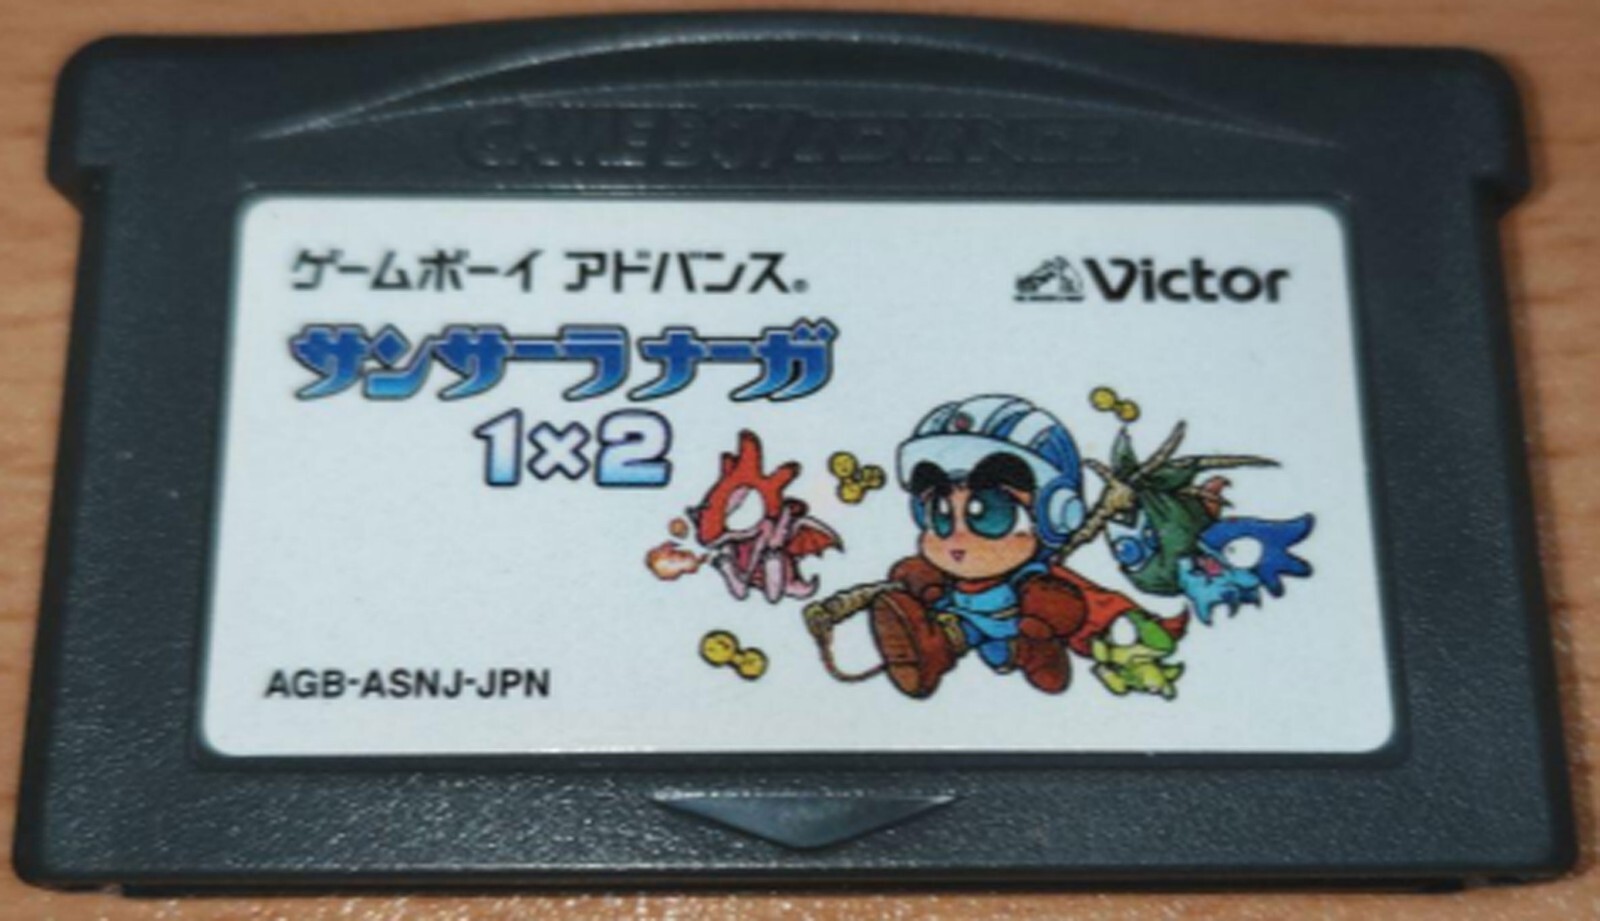 GAME BOY ADVANCE
ゲームボーイ アドバンス®
Victor
サンサーラ ナーガ
1×2
AGB-ASNJ-JPN